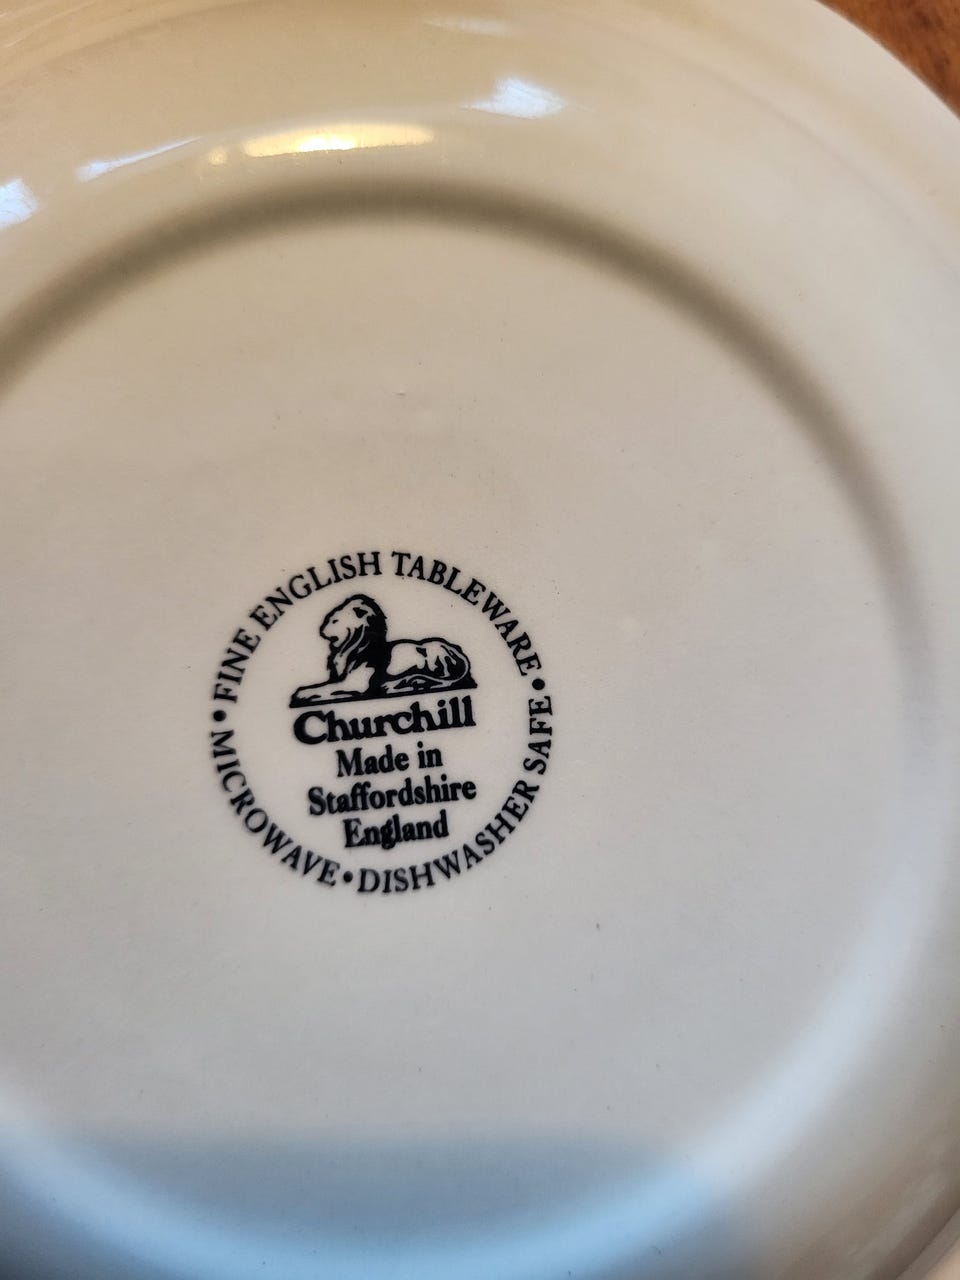 • FINE ENGLISH TABLEWARE •
Churchill
Made in
Staffordshire
England
MICROWAVE • DISHWASHER SAFE